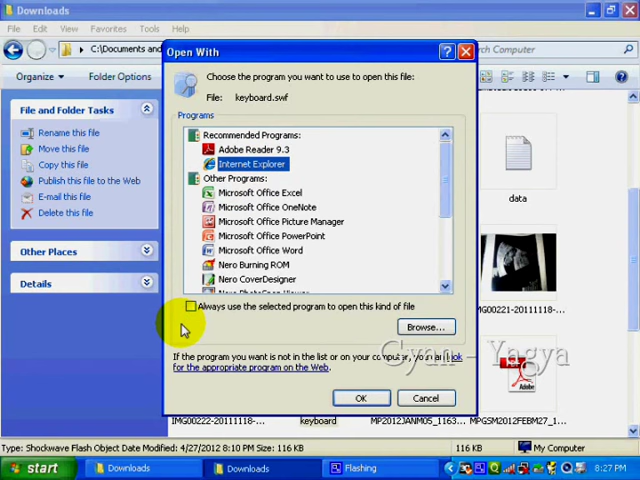 Downloads
File Edit View Favorites Tools Help
C:\Documents and
Search Computer
Organize
Folder Options
File and Folder Tasks
Rename this file
Move this file
Copy this file
Publish this file to the Web
E-mail this file
Delete this file
Other Places
Details
Open With
Choose the program you want to use to open this file:
File: keyboard.swf
Programs
Recommended Programs:
Adobe Reader 9.3
Internet Explorer
Other Programs:
Microsoft Office Excel
Microsoft Office OneNote
Microsoft Office Picture Manager
Microsoft Office PowerPoint
Microsoft Office Word
Nero Burning ROM
Nero CoverDesigner
Always use the selected program to open this kind of file
Browse...
Gyan - Yagya
If the program you want is not in the list or on your computer, you can look
for the appropriate program on the Web.
OK
Cancel
data
IMG00221-20111118-...
Adobe
IMG00222-20111118-...
keyboard
MP2012JANM05_1163...
MPGSM2012FEBM27_1...
Type: Shockwave Flash Object Date Modified: 4/27/2012 8:10 PM Size: 116 KB
116 KB
My Computer
start
Downloads
Downloads
Flashing
8:27 PM